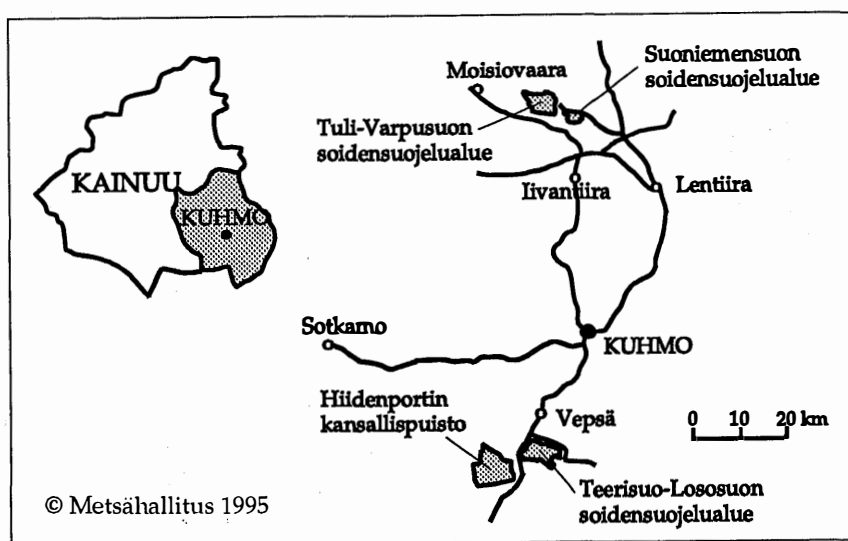 KAINUU
KUHMO
Moisiovaara
Suoniemensuon
soidensuojelualue
Tuli-Varpusuon
soidensuojelualue
Iivantiira
Lentiira
Sotkamo
KUHMO
Hiidenportin
kansallispuisto
Vepsä
0 10 20 km
Teerisuo-Lososuon
soidensuojelualue
© Metsähallitus 1995